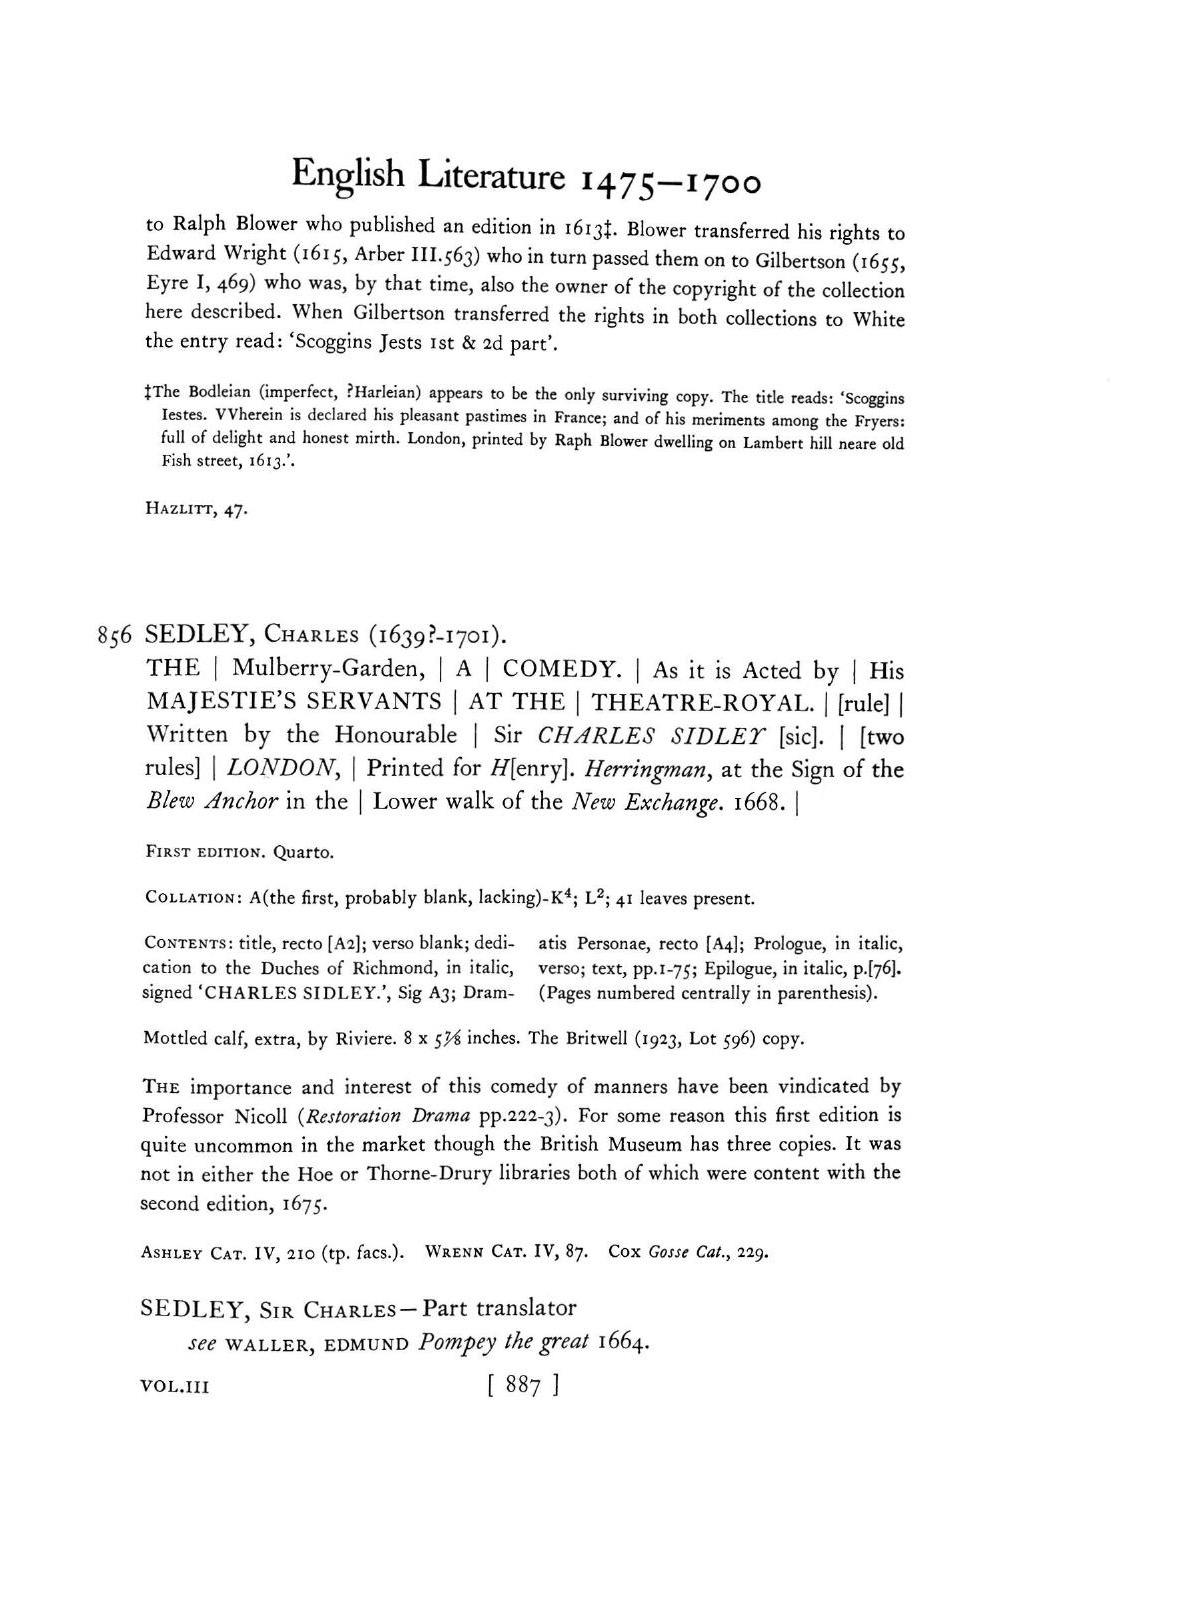 English Literature 1475–1700
to Ralph Blower who published an edition in 1613‡. Blower transferred his rights to
Edward Wright (1615, Arber III.563) who in turn passed them on to Gilbertson (1655,
Eyre I, 469) who was, by that time, also the owner of the copyright of the collection
here described. When Gilbertson transferred the rights in both collections to White
the entry read: ‘Scoggins Jests 1st & 2d part’.
‡The Bodleian (imperfect, ?Harleian) appears to be the only surviving copy. The title reads: ‘Scoggins
Iestes. VVherein is declared his pleasant pastimes in France; and of his meriments among the Fryers:
full of delight and honest mirth. London, printed by Raph Blower dwelling on Lambert hill neare old
Fish street, 1613.’.
HAZLITT, 47.
856 SEDLEY, CHARLES (1639?-1701).
THE | Mulberry-Garden, | A | COMEDY. | As it is Acted by | His
MAJESTIE'S SERVANTS | AT THE | THEATRE-ROYAL. | [rule] |
Written by the Honourable | Sir CHARLES SIDLEY [sic]. | [two
rules] | LONDON, | Printed for H[enry]. Herringman, at the Sign of the
Blew Anchor in the | Lower walk of the New Exchange. 1668. |
FIRST EDITION. Quarto.
COLLATION: A(the first, probably blank, lacking)-K⁴; L²; 41 leaves present.
CONTENTS: title, recto [A2]; verso blank; dedi-
cation to the Duches of Richmond, in italic,
signed ‘CHARLES SIDLEY.’, Sig A3; Dram-
atis Personae, recto [A4]; Prologue, in italic,
verso; text, pp.1-75; Epilogue, in italic, p.[76].
(Pages numbered centrally in parenthesis).
Mottled calf, extra, by Riviere. 8 x 5⅞ inches. The Britwell (1923, Lot 596) copy.
THE importance and interest of this comedy of manners have been vindicated by
Professor Nicoll (Restoration Drama pp.222-3). For some reason this first edition is
quite uncommon in the market though the British Museum has three copies. It was
not in either the Hoe or Thorne-Drury libraries both of which were content with the
second edition, 1675.
ASHLEY CAT. IV, 210 (tp. facs.). WRENN CAT. IV, 87. COX Gosse Cat., 229.
SEDLEY, SIR CHARLES—Part translator
see WALLER, EDMUND Pompey the great 1664.
VOL.III [ 887 ]